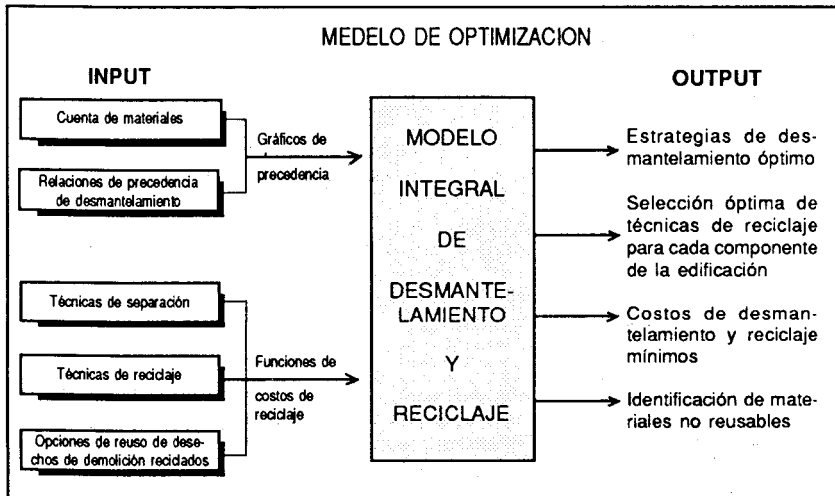 MEDELO DE OPTIMIZACION
INPUT
Cuenta de materiales
Relaciones de precedencia
de desmantelamiento
Gráficos de
precedencia
Técnicas de separación
Técnicas de reciclaje
Opciones de reuso de dese-
chos de demolición reciclados
Funciones de
costos de
reciclaje
MODELO
INTEGRAL
DE
DESMANTE-
LAMIENTO
Y
RECICLAJE
OUTPUT
Estrategias de des-
mantelamiento óptimo
Selección óptima de
técnicas de reciclaje
para cada componente
de la edificación
Costos de desman-
telamiento y reciclaje
mínimos
Identificación de mate-
riales no reusables